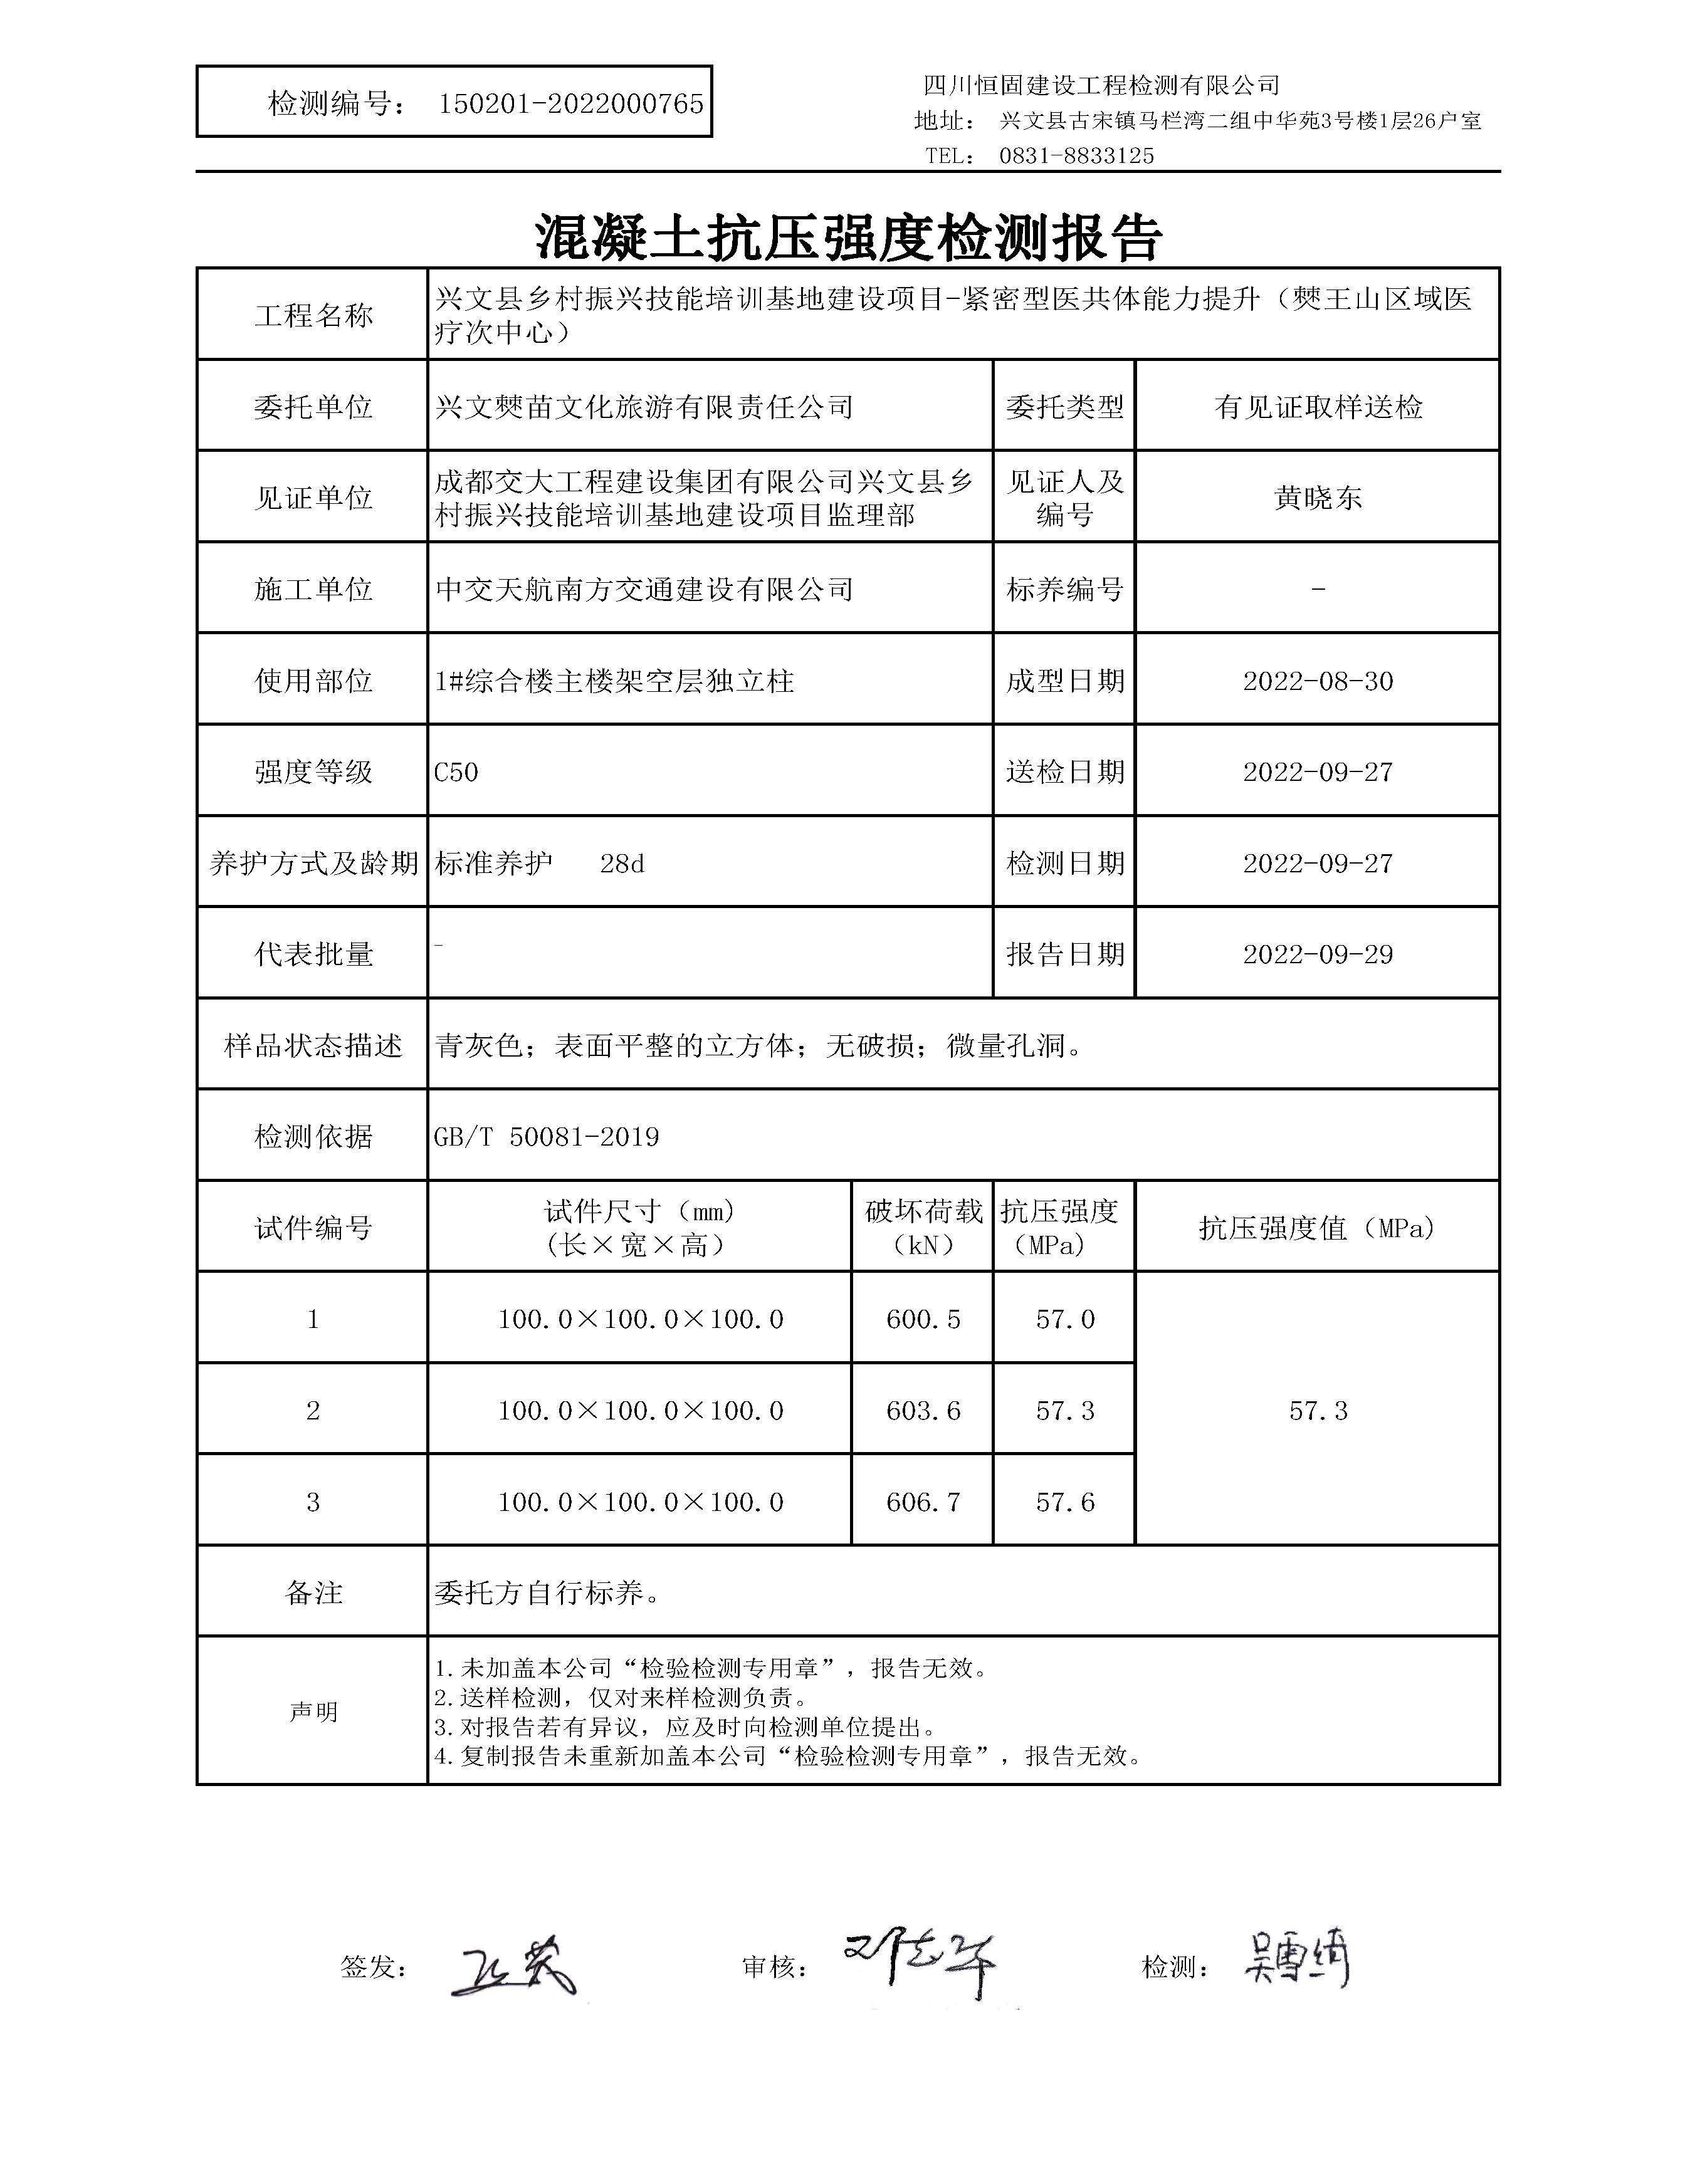 检测编号： 150201-2022000765
四川恒固建设工程检测有限公司
地址： 兴文县古宋镇马栏湾二组中华苑3号楼1层26户室
TEL： 0831-8833125
混凝土抗压强度检测报告
工程名称 兴文县乡村振兴技能培训基地建设项目-紧密型医共体能力提升（僰王山区域医
疗次中心）
委托单位 兴文僰苗文化旅游有限责任公司 委托类型 有见证取样送检
见证单位 成都交大工程建设集团有限公司兴文县乡
村振兴技能培训基地建设项目监理部 见证人及
编号 黄晓东
施工单位 中交天航南方交通建设有限公司 标养编号 -
使用部位 1#综合楼主楼架空层独立柱 成型日期 2022-08-30
强度等级 C50 送检日期 2022-09-27
养护方式及龄期 标准养护 28d 检测日期 2022-09-27
代表批量 - 报告日期 2022-09-29
样品状态描述 青灰色；表面平整的立方体；无破损；微量孔洞。
检测依据 GB/T 50081-2019
试件编号 试件尺寸（mm）
（长×宽×高） 破坏荷载
（kN） 抗压强度
（MPa） 抗压强度值（MPa）
1 100.0×100.0×100.0 600.5 57.0
2 100.0×100.0×100.0 603.6 57.3 57.3
3 100.0×100.0×100.0 606.7 57.6
备注 委托方自行标养。
声明
1.未加盖本公司“检验检测专用章”，报告无效。
2.送样检测，仅对来样检测负责。
3.对报告若有异议，应及时向检测单位提出。
4.复制报告未重新加盖本公司“检验检测专用章”，报告无效。
签发： 审核： 检测： 吴雪绮